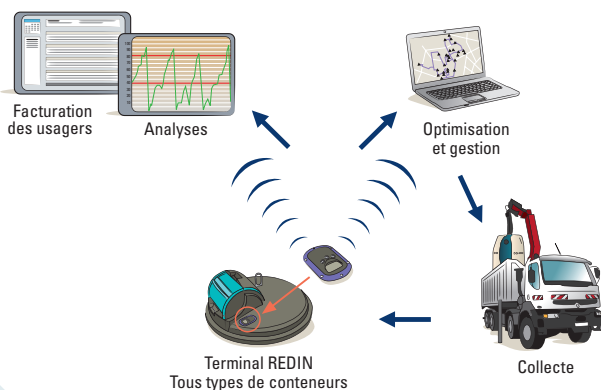 Facturation
des usagers
Analyses
Optimisation
et gestion
Collecte
Terminal REDIN
Tous types de conteneurs